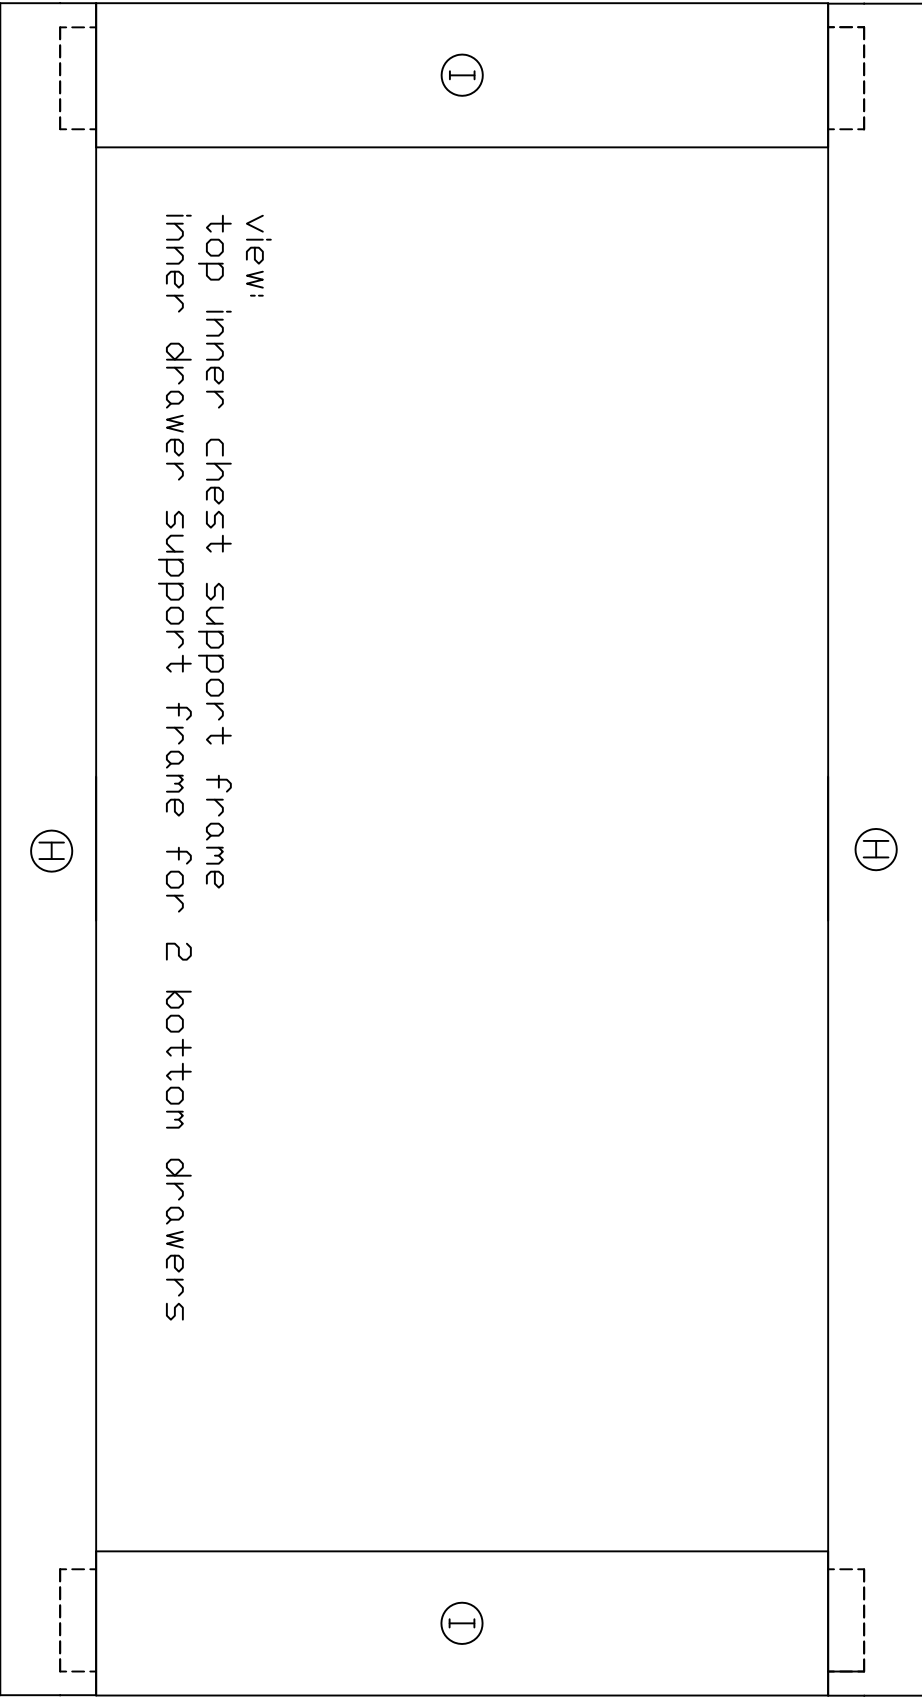 I
view:
top inner chest support frame
inner drawer support frame for 2 bottom drawers
H
H
I